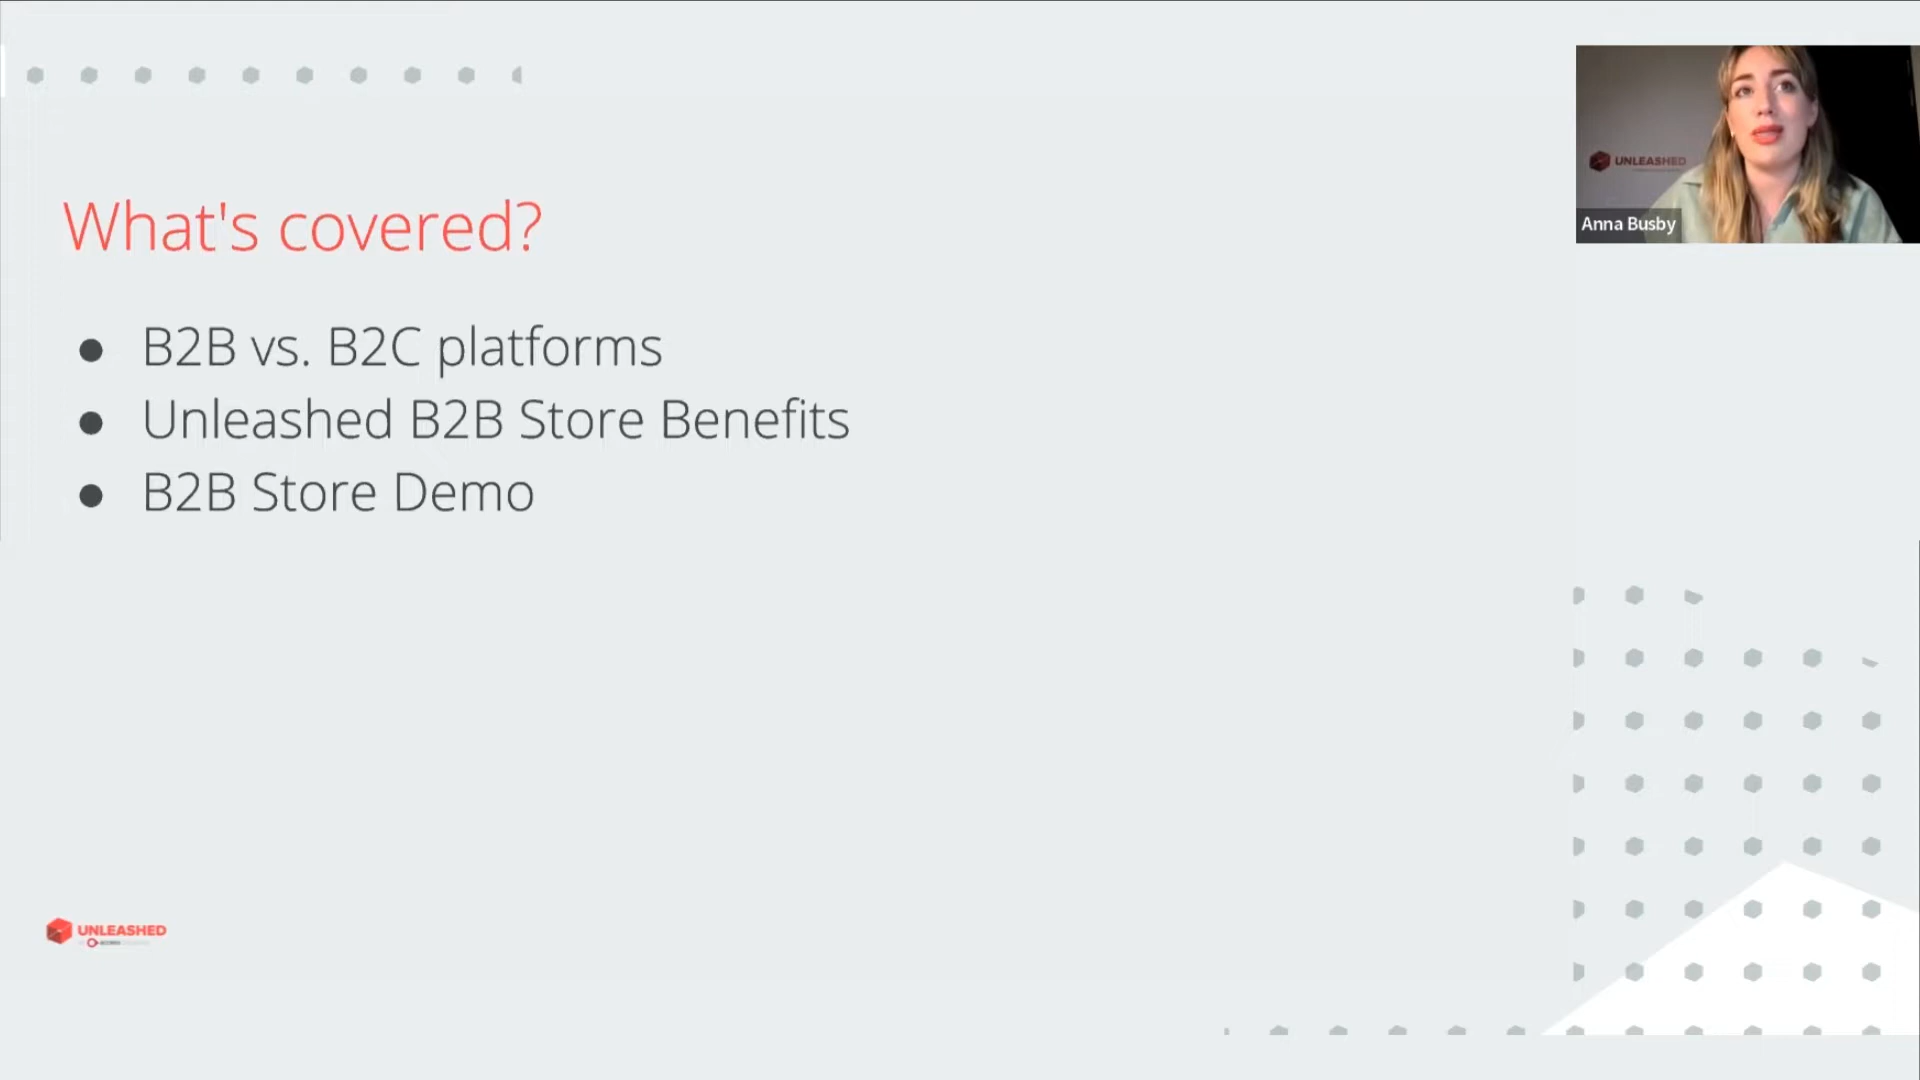 What's covered?
● B2B vs. B2C platforms
● Unleashed B2B Store Benefits
● B2B Store Demo
UNLEASHED
Anna Busby
UNLEASHED